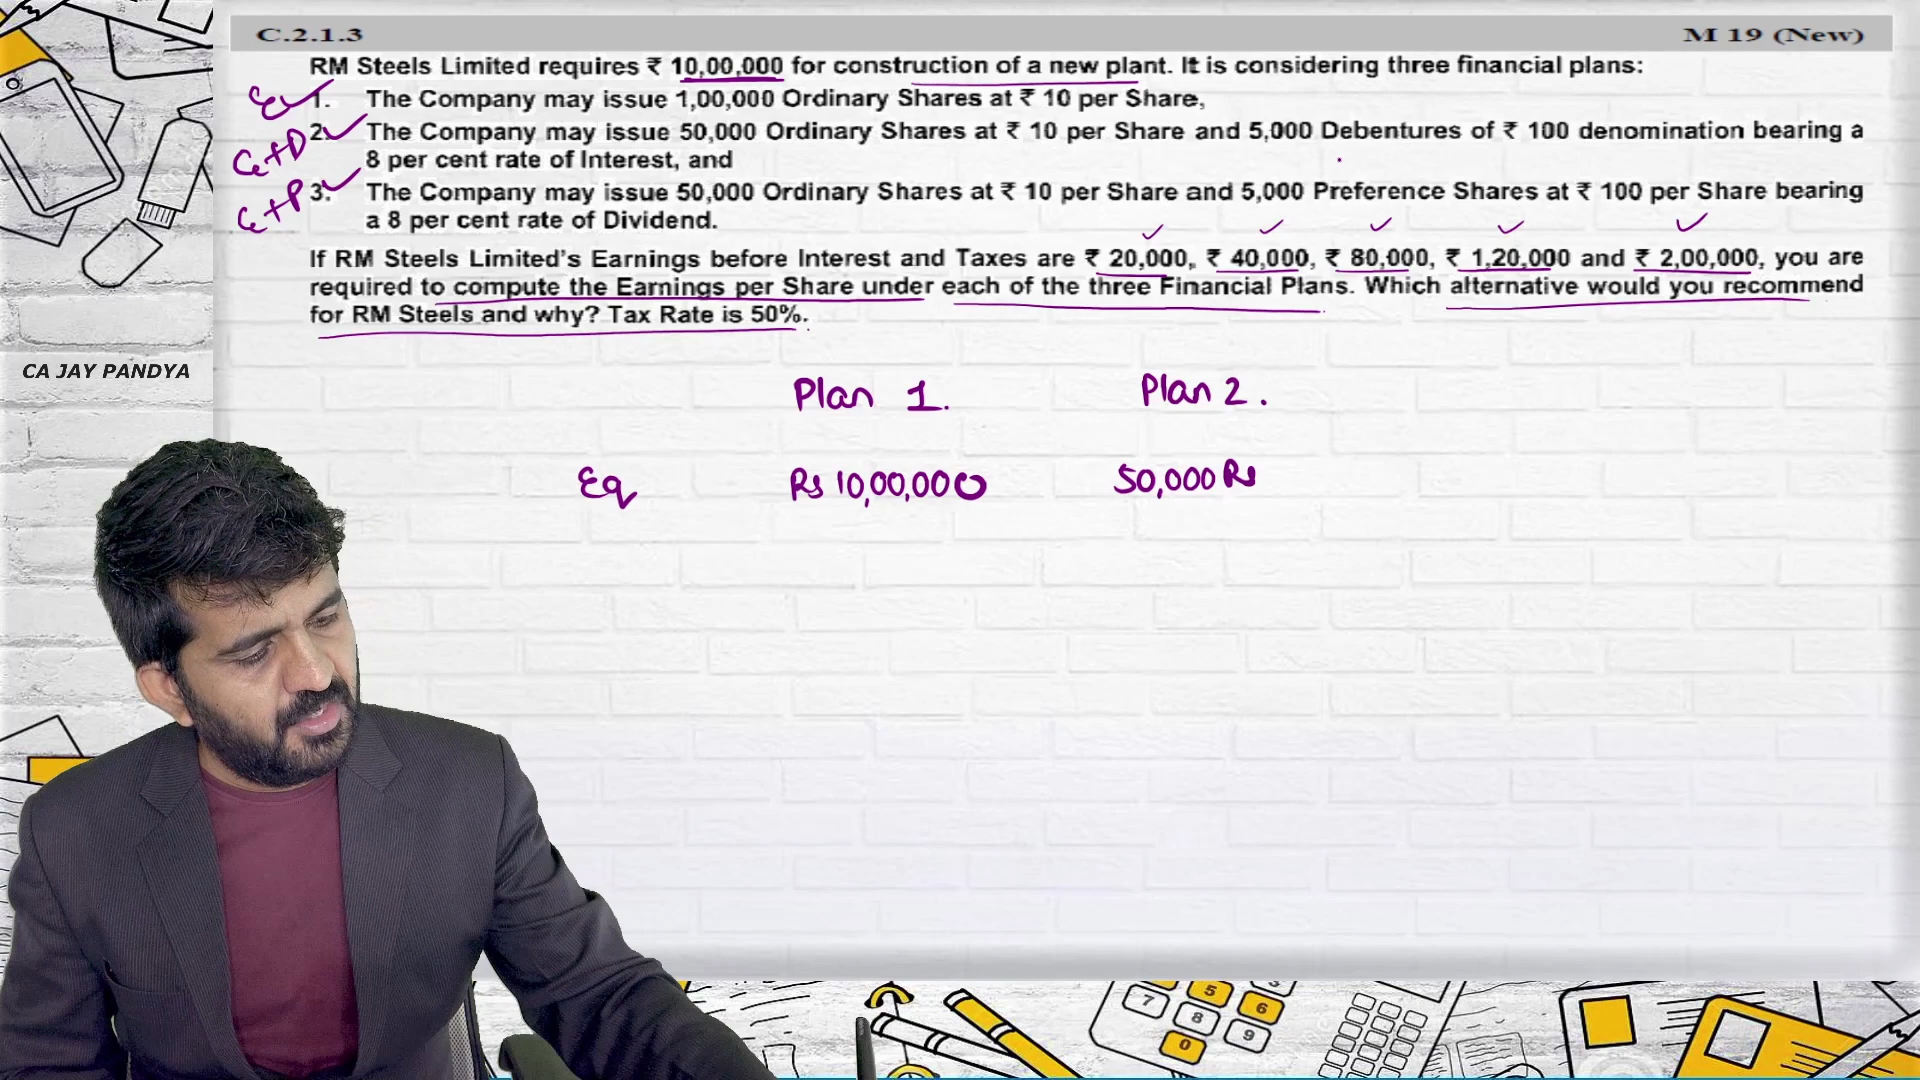 C.2.1.3 M 19 (New)
RM Steels Limited requires ₹ 10,00,000 for construction of a new plant. It is considering three financial plans:
Eq 1. The Company may issue 1,00,000 Ordinary Shares at ₹ 10 per Share,
E+D 2. The Company may issue 50,000 Ordinary Shares at ₹ 10 per Share and 5,000 Debentures of ₹ 100 denomination bearing a
8 per cent rate of Interest, and
E+P 3. The Company may issue 50,000 Ordinary Shares at ₹ 10 per Share and 5,000 Preference Shares at ₹ 100 per Share bearing
a 8 per cent rate of Dividend.
If RM Steels Limited's Earnings before Interest and Taxes are ₹ 20,000, ₹ 40,000, ₹ 80,000, ₹ 1,20,000 and ₹ 2,00,000, you are
required to compute the Earnings per Share under each of the three Financial Plans. Which alternative would you recommend
for RM Steels and why? Tax Rate is 50%.
CA JAY PANDYA
Plan 1. Plan 2.
Eq Rs 10,00,000 50,000 Rs
7 5 6
8 9
0